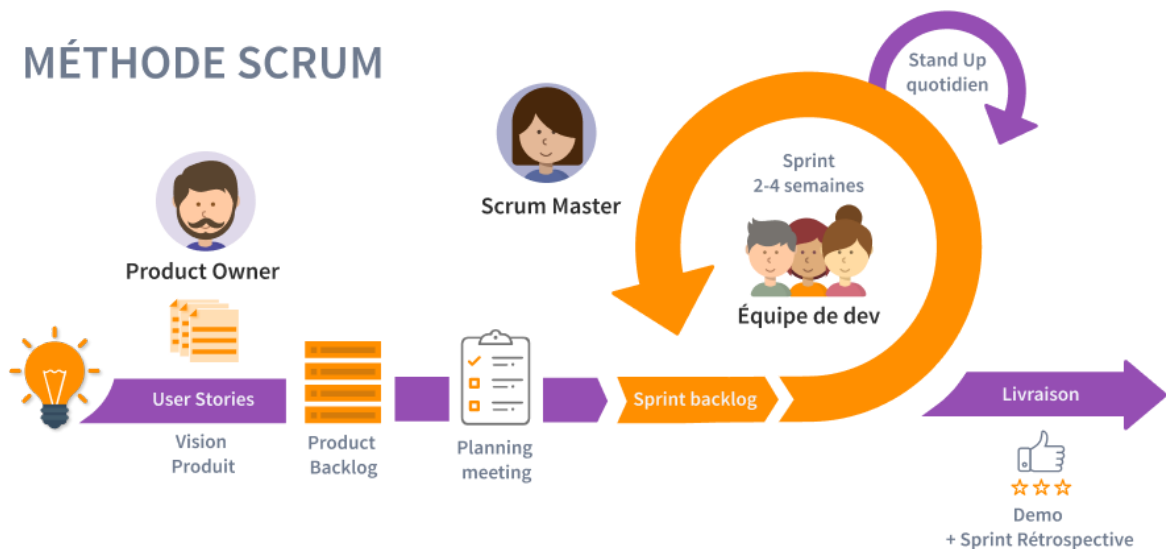 MÉTHODE SCRUM
Stand Up
quotidien
Sprint
2-4 semaines
Scrum Master
Product Owner
Équipe de dev
User Stories
Sprint backlog
Livraison
Vision
Produit
Product
Backlog
Planning
meeting
Demo
+ Sprint Rétrospective